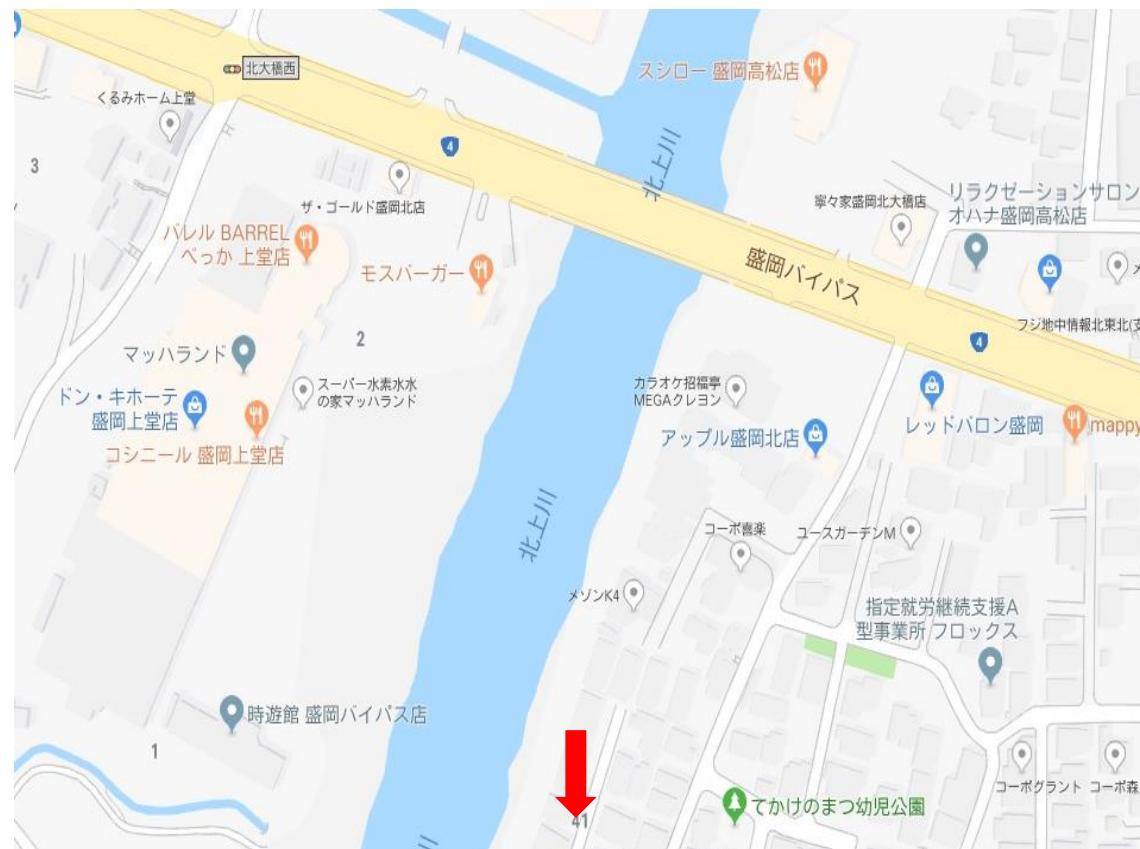 北大橋西
スシロー 盛岡高松店
くるみホーム上堂
4
北上川
3
ザ・ゴールド盛岡北店
寧々家盛岡北大橋店
リラクゼーションサロン
オハナ盛岡高松店
バレル BARREL
べっか 上堂店
モスバーガー
盛岡バイパス
フジ地中情報北東北(支
4
2
マッハランド
スーパー水素水水
の家マッハランド
カラオケ招福亭
MEGAクレヨン
ドン・キホーテ
盛岡上堂店
アップル盛岡北店
レッドバロン盛岡
mappy
コシニール 盛岡上堂店
北上川
コーポ喜楽
ユースガーデンM
メゾンK4
指定就労継続支援A
型事業所 フロックス
時遊館 盛岡バイパス店
1
コーポグラント
コーポ森
てかけのまつ幼児公園
41